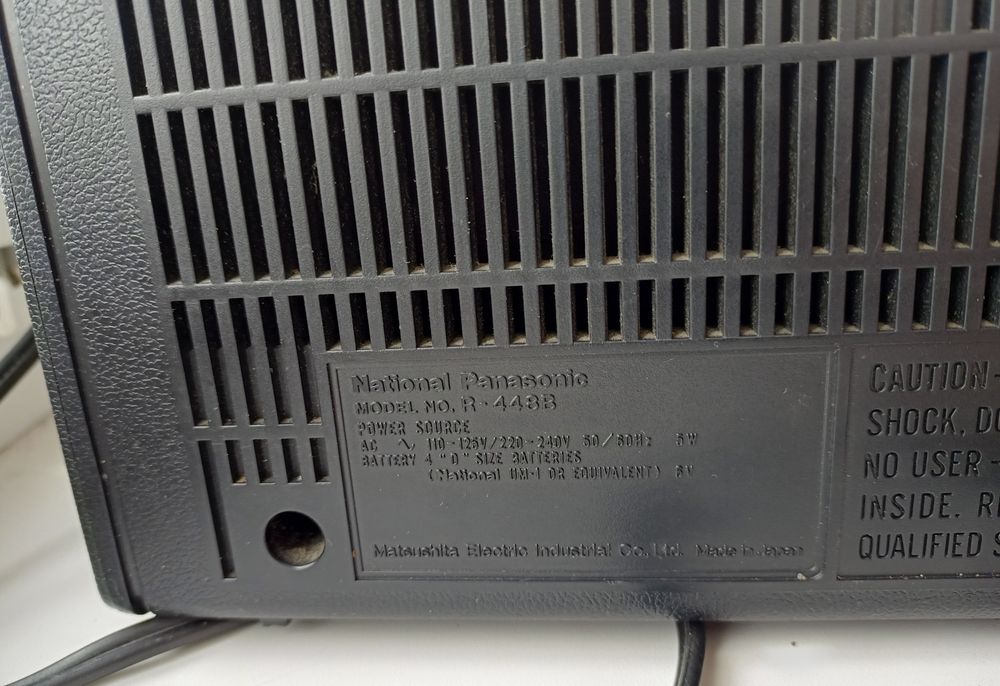 National Panasonic
MODEL NO. R-448B
POWER SOURCE
AC ∿ 110-125V/220-240V 50/60Hz 5W
BATTERY 4 "D" SIZE BATTERIES
(National UM-1 OR EQUIVALENT) 6V
Matsushita Electric Industrial Co., Ltd. Made in Japan
CAUTION-
SHOCK, DO
NO USER-
INSIDE. RE
QUALIFIED S